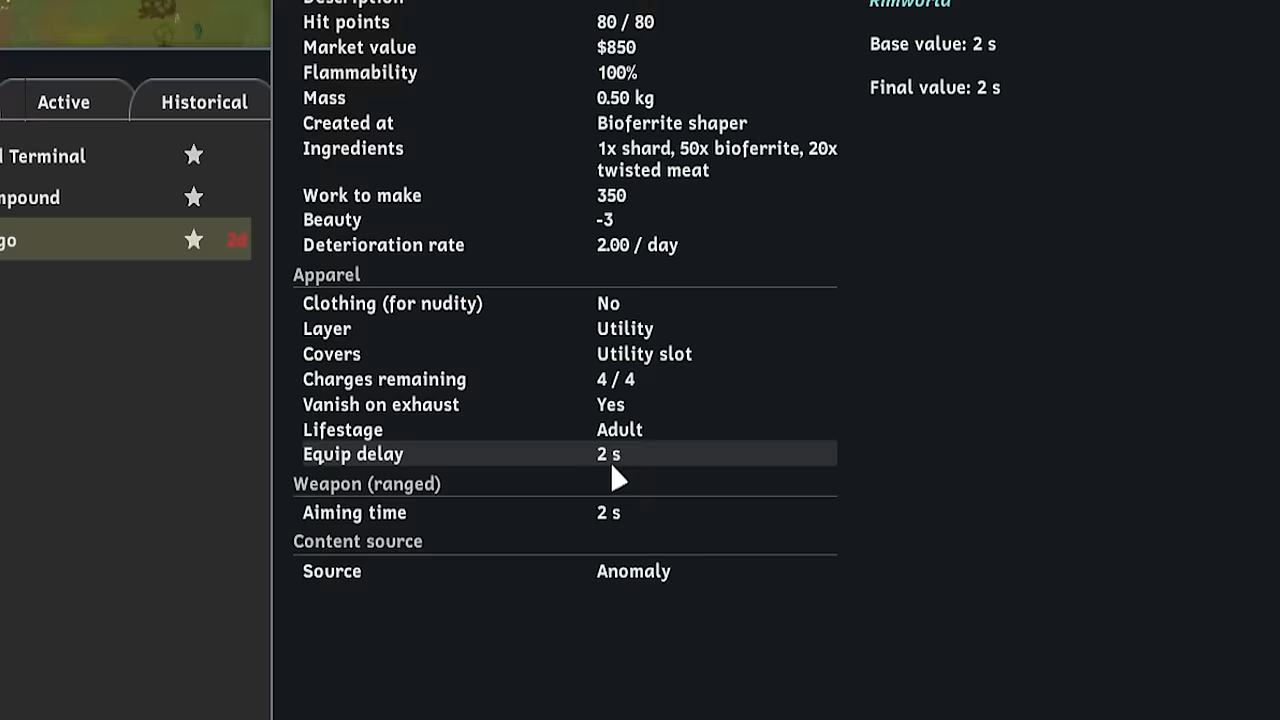 Description
Rimworld
Hit points 80 / 80
Base value: 2 s
Market value $850
Flammability 100%
Final value: 2 s
Mass 0.50 kg
Active Historical
Created at Bioferrite shaper
Ingredients 1x shard, 50x bioferrite, 20x
twisted meat
Terminal
Work to make 350
mpound
Beauty -3
go 2d
Deterioration rate 2.00 / day
Apparel
Clothing (for nudity) No
Layer Utility
Covers Utility slot
Charges remaining 4 / 4
Vanish on exhaust Yes
Lifestage Adult
Equip delay 2 s
Weapon (ranged)
Aiming time 2 s
Content source
Source Anomaly